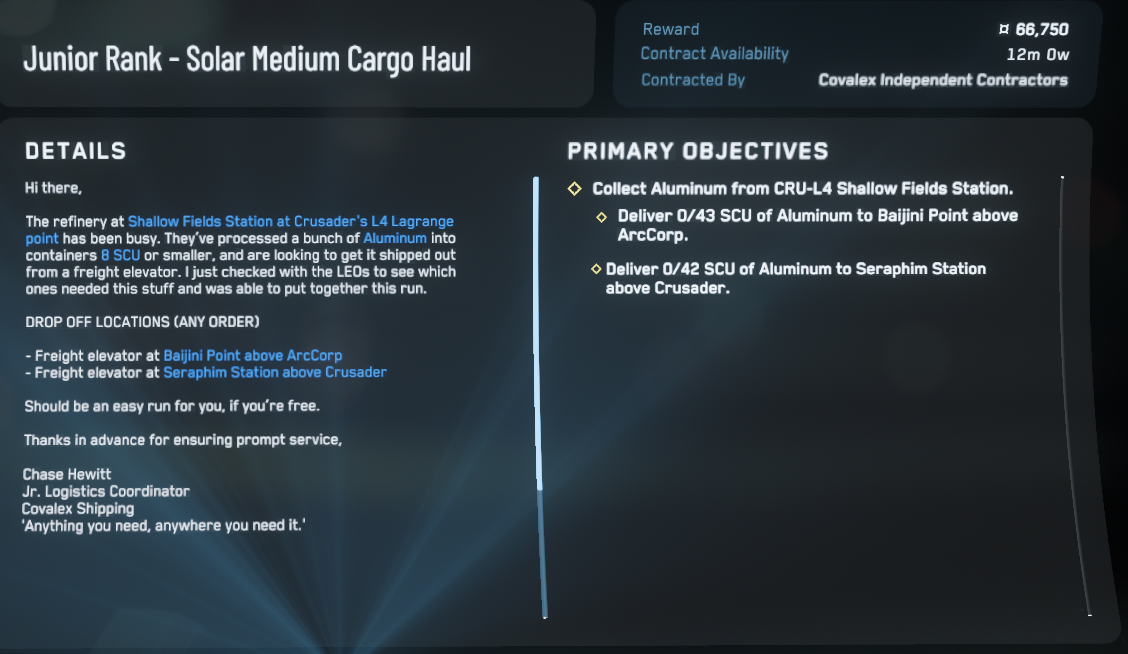 Junior Rank - Solar Medium Cargo Haul
Reward ¤ 66,750
Contract Availability 12m 0w
Contracted By Covalex Independent Contractors
DETAILS
Hi there,
The refinery at Shallow Fields Station at Crusader's L4 Lagrange
point has been busy. They've processed a bunch of Aluminum into
containers 8 SCU or smaller, and are looking to get it shipped out
from a freight elevator. I just checked with the LEOs to see which
ones needed this stuff and was able to put together this run.
DROP OFF LOCATIONS (ANY ORDER)
- Freight elevator at Baijini Point above ArcCorp
- Freight elevator at Seraphim Station above Crusader
Should be an easy run for you, if you're free.
Thanks in advance for ensuring prompt service,
Chase Hewitt
Jr. Logistics Coordinator
Covalex Shipping
'Anything you need, anywhere you need it.'
PRIMARY OBJECTIVES
Collect Aluminum from CRU-L4 Shallow Fields Station.
Deliver 0/43 SCU of Aluminum to Baijini Point above
ArcCorp.
Deliver 0/42 SCU of Aluminum to Seraphim Station
above Crusader.